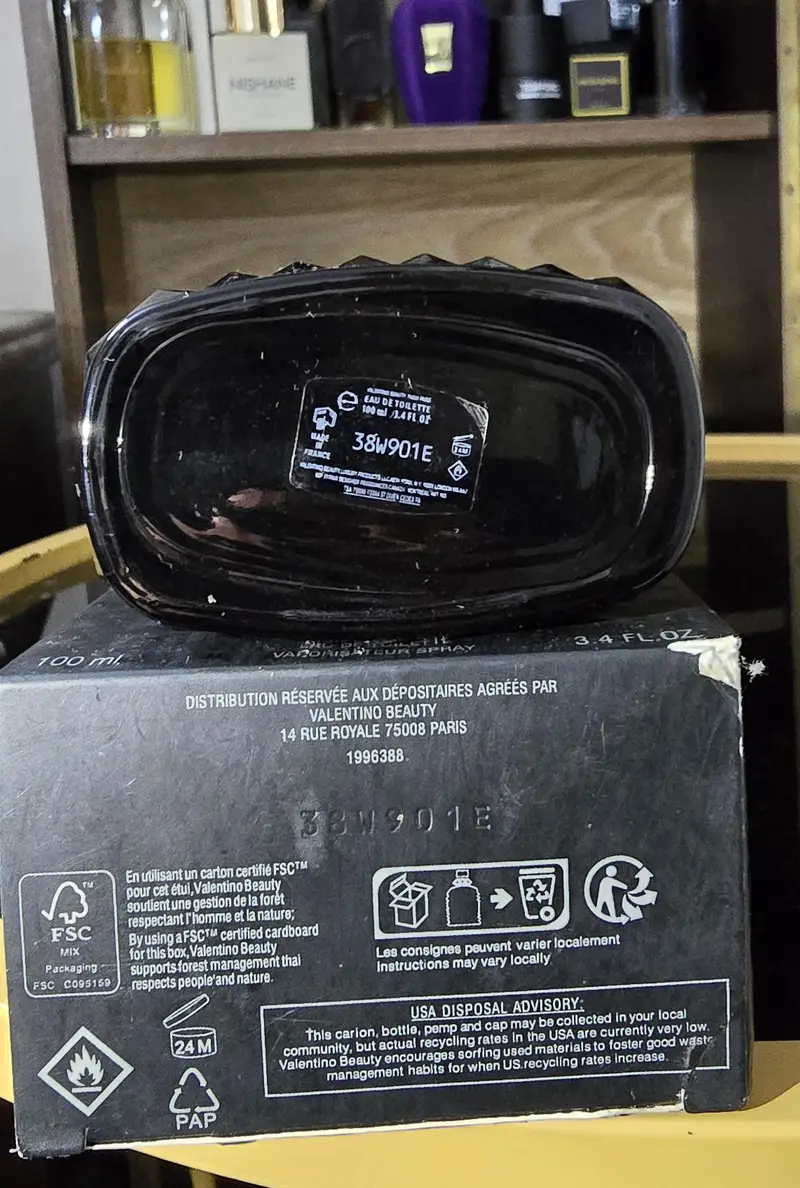 NISHANE
EAU DE TOILETTE
100 ml / 3.4 FL OZ
38W901E
MADE
IN
FRANCE
24M
100 ml
VAPORISATEUR SPRAY
3.4 FL.OZ
DISTRIBUTION RÉSERVÉE AUX DÉPOSITAIRES AGRÉÉS PAR
VALENTINO BEAUTY
14 RUE ROYALE 75008 PARIS
1996388
38W901E
FSC
MIX
Packaging
FSC C095159
En utilisant un carton certifié FSC™
pour cet étui, Valentino Beauty
soutient une gestion de la forêt
respectant l'homme et la nature;
By using a FSC™ certified cardboard
for this box, Valentino Beauty
supports forest management thai
respects people'and nature.
Les consignes peuvent varier localement
Instructions may vary locally
24 M
PAP
USA DISPOSAL ADVISORY:
This carion, bottle, pemp and cap may be collected in your local
community, but actual recycling rates in the USA are currently very low.
Valentino Beauty encourages sorfing used materials to foster good waste
management habits for when US.recycling rates increase.